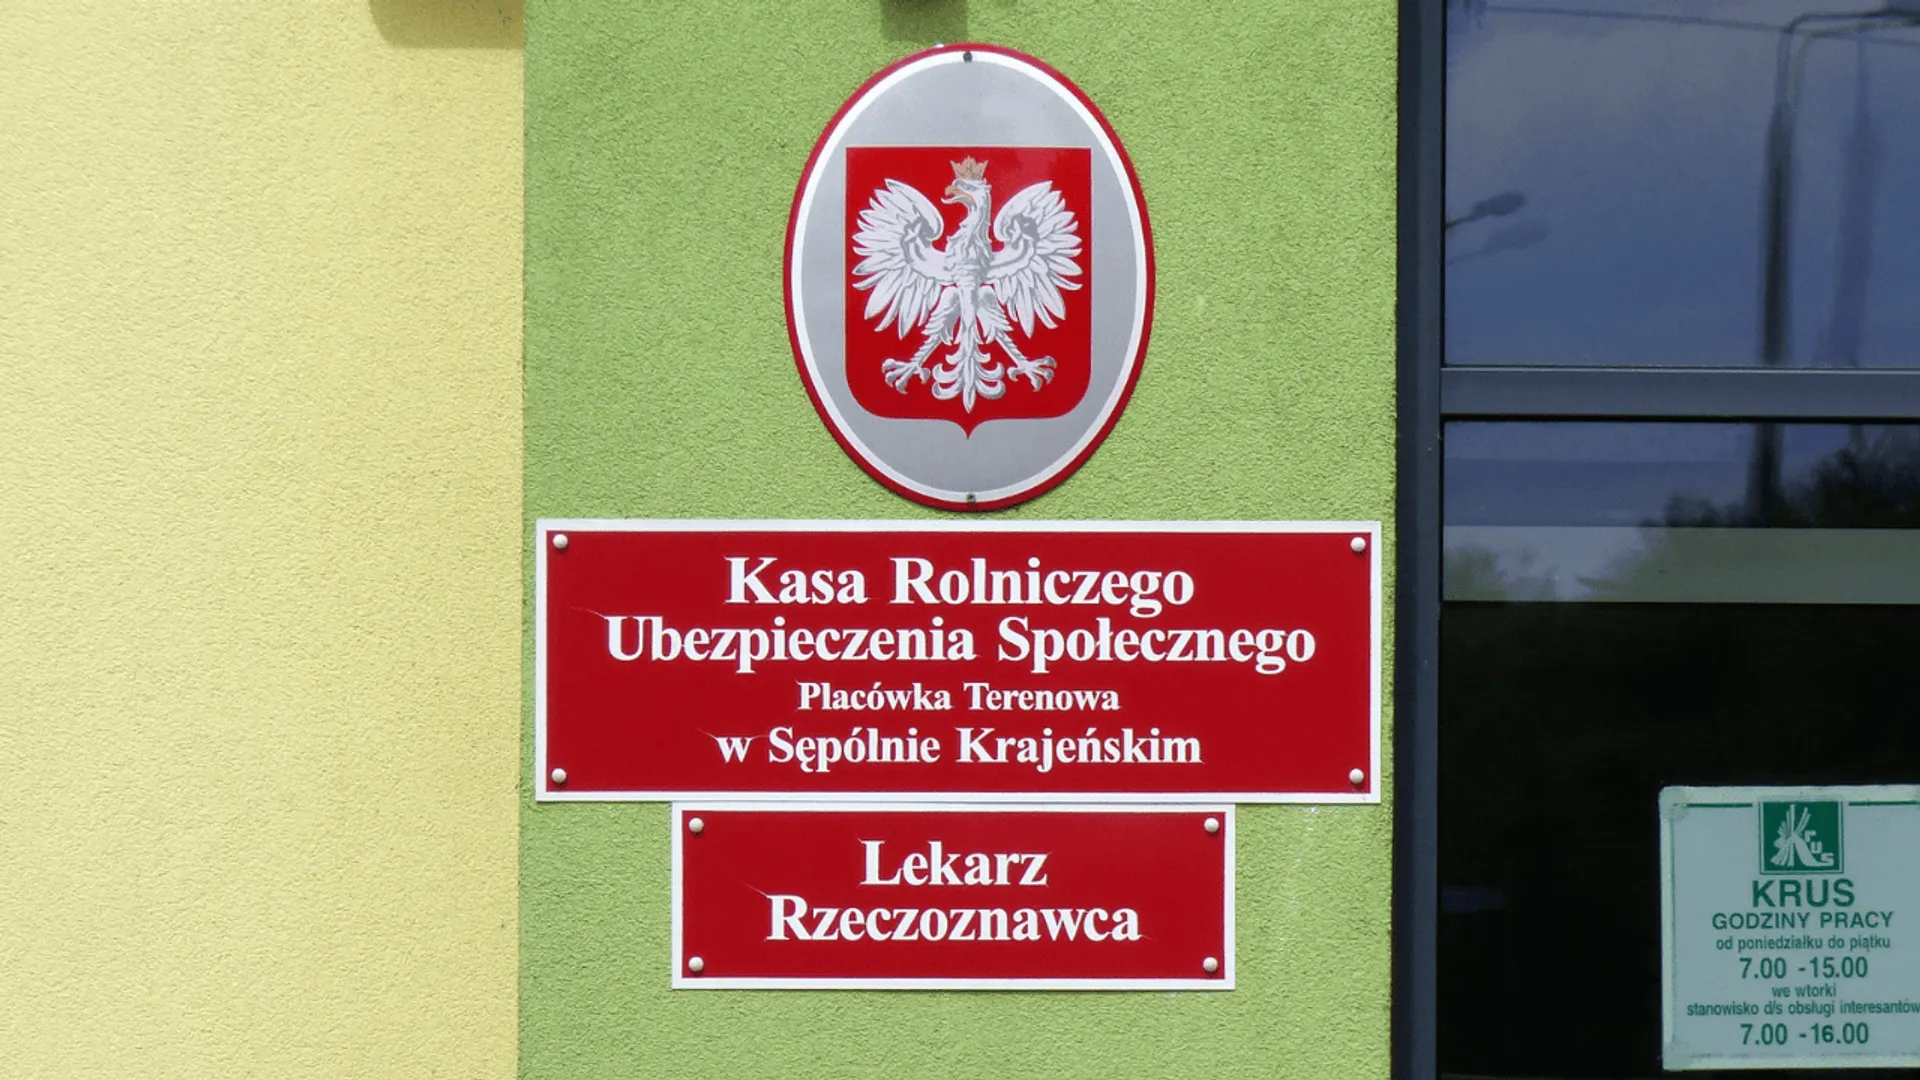 Kasa Rolniczego
Ubezpieczenia Społecznego
Placówka Terenowa
w Sępólnie Krajeńskim
Lekarz
Rzeczoznawca
KRUS
KRUS
GODZINY PRACY
od poniedziałku do piątku
7.00 -15.00
we wtorki
stanowisko d/s obsługi interesantów
7.00 -16.00